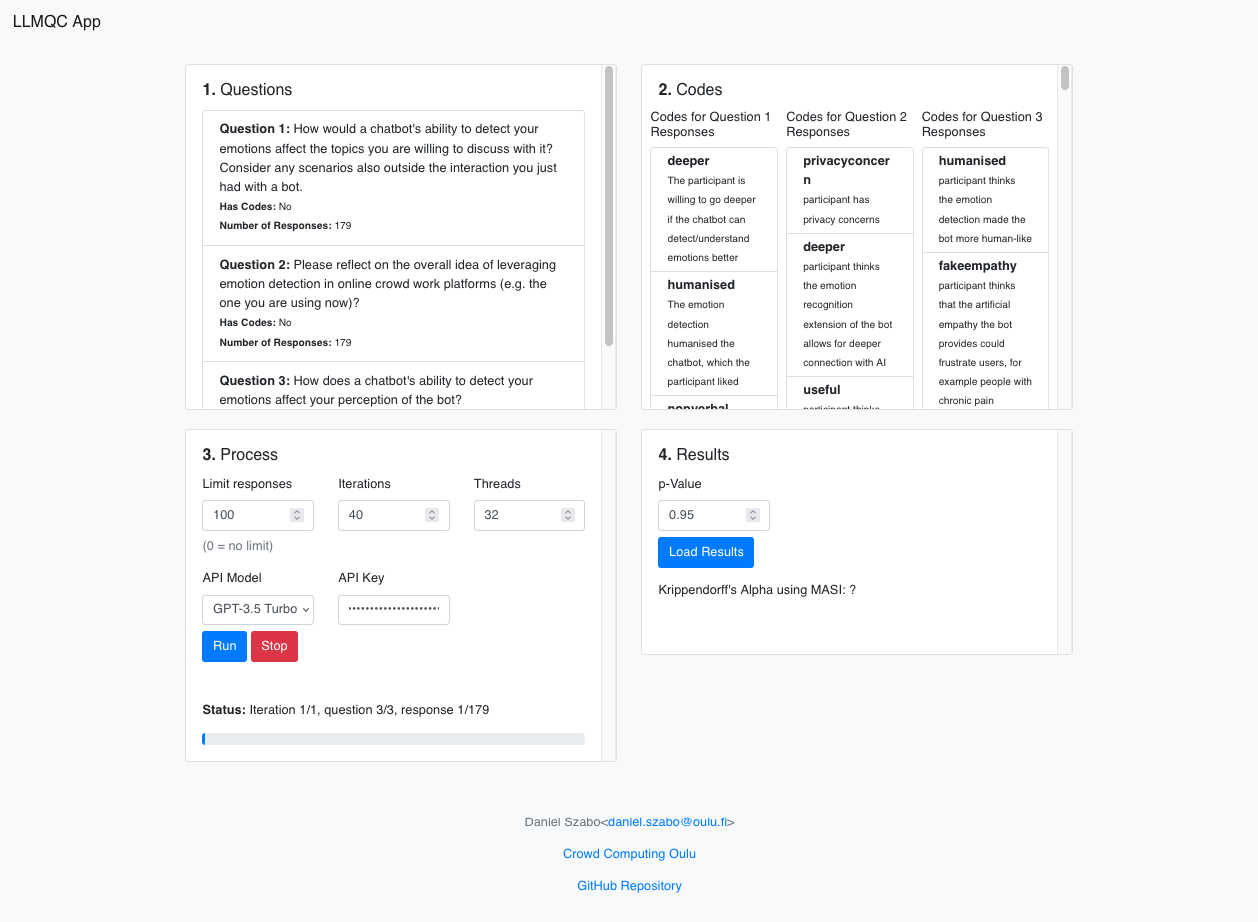 LLMQC App
1. Questions
Question 1: How would a chatbot's ability to detect your
emotions affect the topics you are willing to discuss with it?
Consider any scenarios also outside the interaction you just
had with a bot.
Has Codes: No
Number of Responses: 179
Question 2: Please reflect on the overall idea of leveraging
emotion detection in online crowd work platforms (e.g. the
one you are using now)?
Has Codes: No
Number of Responses: 179
Question 3: How does a chatbot's ability to detect your
emotions affect your perception of the bot?
2. Codes
Codes for Question 1
Responses
deeper
The participant is
willing to go deeper
if the chatbot can
detect/understand
emotions better
humanised
The emotion
detection
humanised the
chatbot, which the
participant liked
nonverbal
Codes for Question 2
Responses
privacyconcer
n
participant has
privacy concerns
deeper
participant thinks
the emotion
recognition
extension of the bot
allows for deeper
connection with AI
useful
participant thinks
Codes for Question 3
Responses
humanised
participant thinks
the emotion
detection made the
bot more human-like
fakeempathy
participant thinks
that the artificial
empathy the bot
provides could
frustrate users, for
example people with
chronic pain
3. Process
Limit responses
100
(0 = no limit)
Iterations
40
Threads
32
API Model
GPT-3.5 Turbo
API Key
•••••••••••••••••••••
Run Stop
Status: Iteration 1/1, question 3/3, response 1/179
4. Results
p-Value
0.95
Load Results
Krippendorff's Alpha using MASI: ?
Daniel Szabo<daniel.szabo@oulu.fi>
Crowd Computing Oulu
GitHub Repository